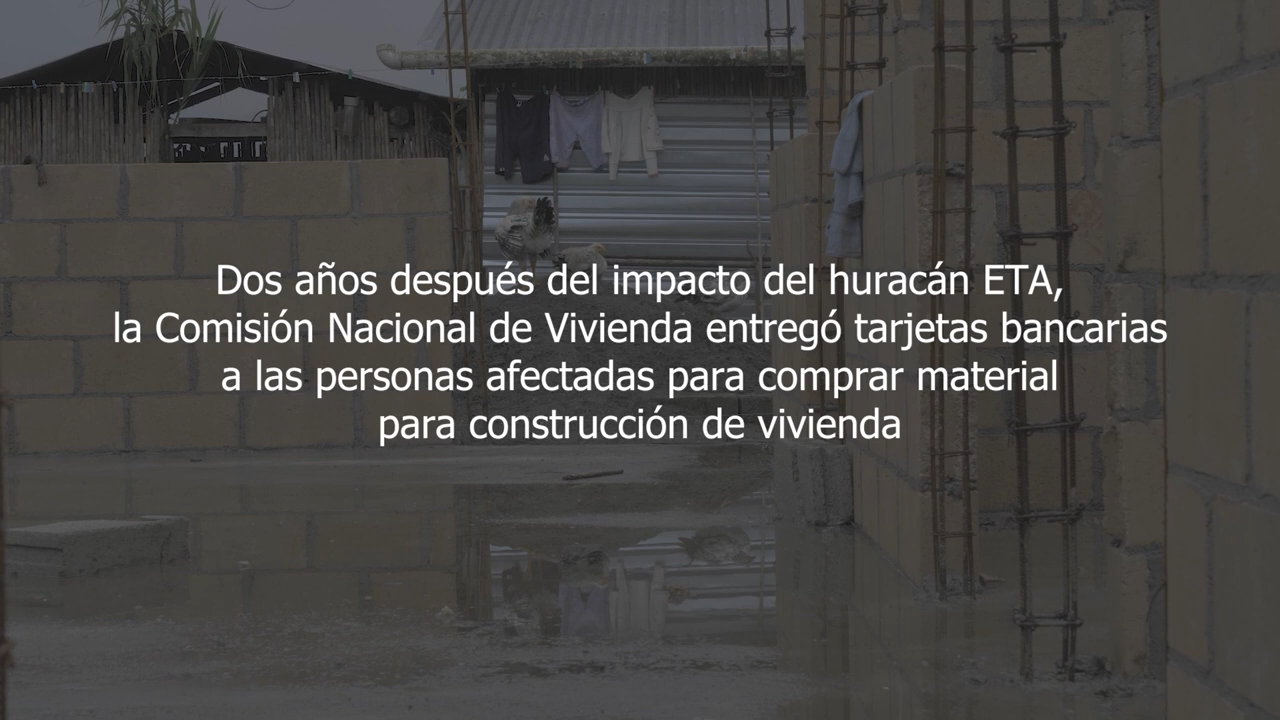 Dos años después del impacto del huracán ETA,
la Comisión Nacional de Vivienda entregó tarjetas bancarias
a las personas afectadas para comprar material
para construcción de vivienda